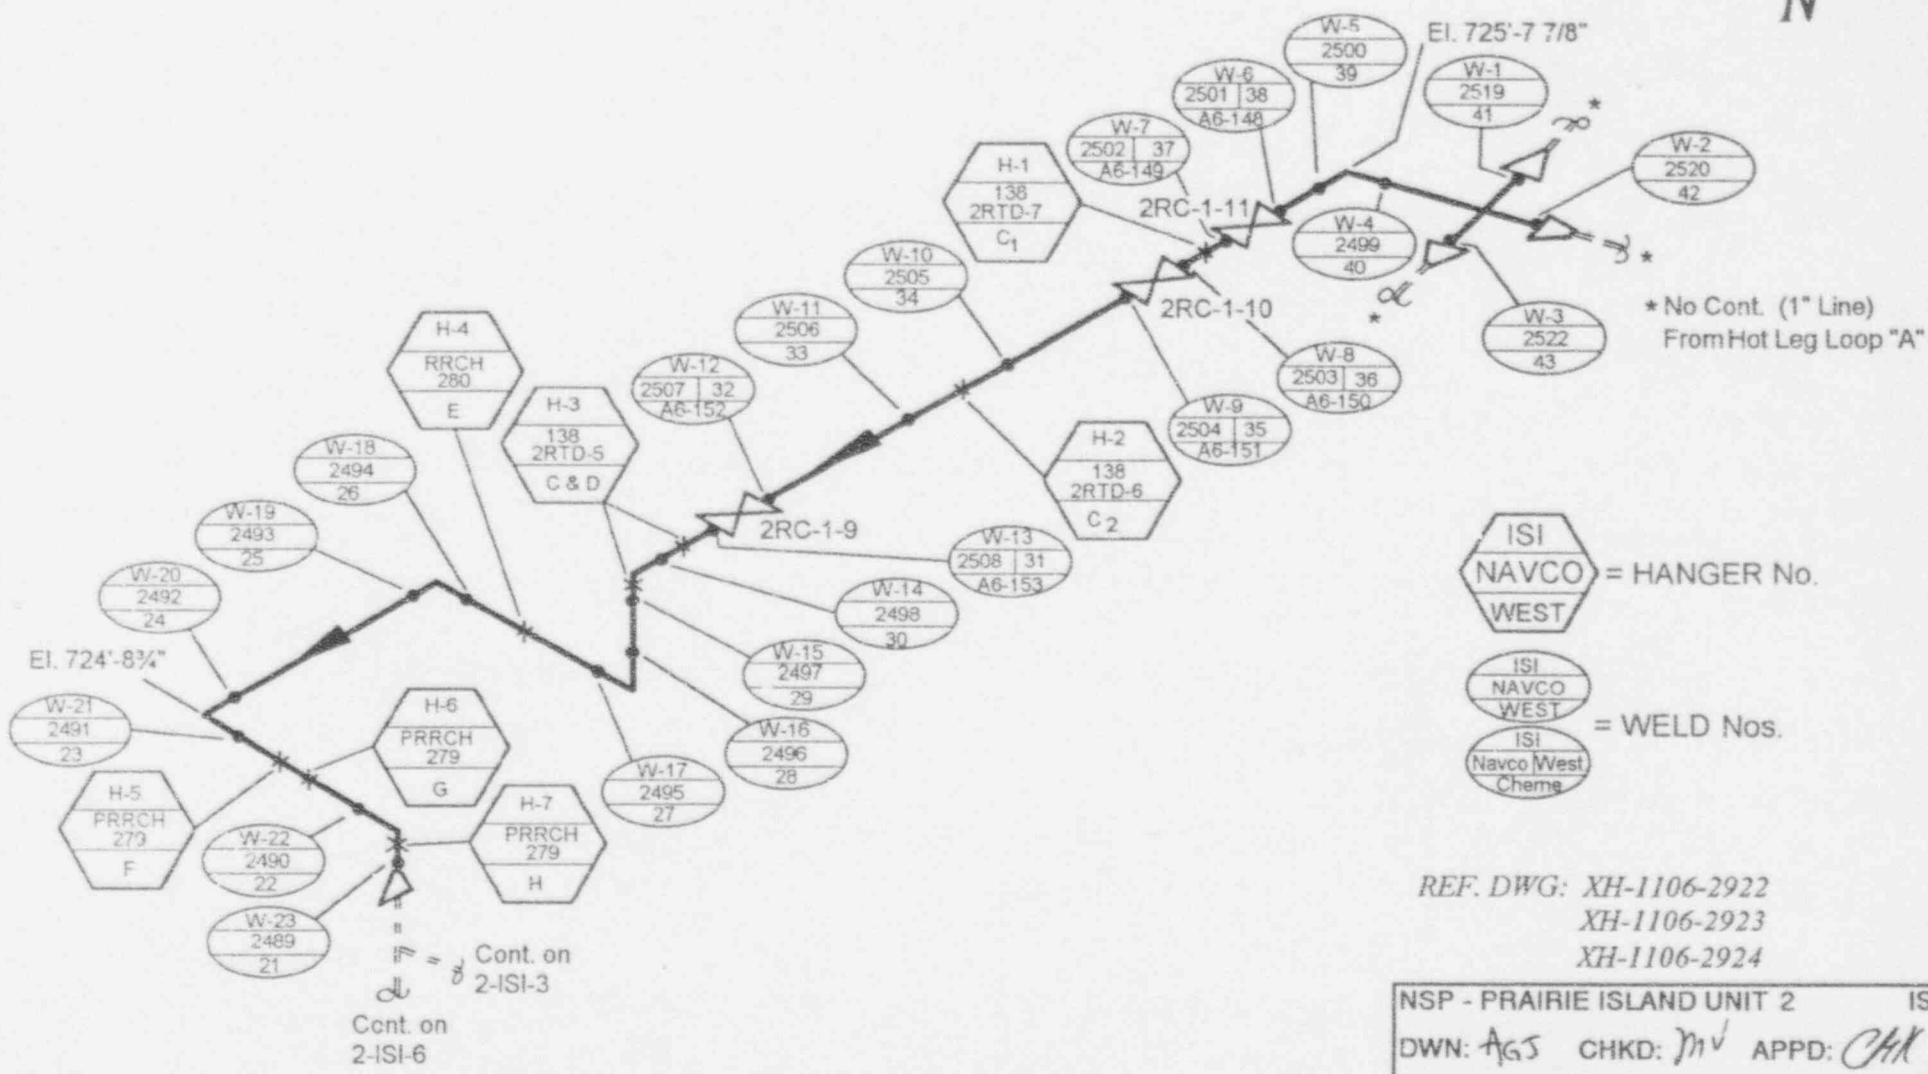 N
W-5
2500
39
El. 725'-7 7/8"
W-1
2519
41
*
W-6
2501 38
A6-148
W-7
2502 37
A6-149
W-2
2520
42
H-1
138
2RTD-7
C1
2RC-1-11
W-4
2499
40
*
*
W-10
2505
34
2RC-1-10
* No Cont. (1" Line)
From Hot Leg Loop "A"
W-3
2522
43
W-11
2506
33
H-4
RRCH
280
E
W-8
2503 36
A6-150
W-12
2507 32
A6-152
H-3
138
2RTD-5
C & D
W-9
2504 35
A6-151
H-2
138
2RTD-6
C2
W-18
2494
26
2RC-1-9
W-19
2493
25
W-13
2508 31
A6-153
ISI
NAVCO
WEST
= HANGER No.
W-20
2492
24
W-14
2498
30
El. 724'-8¾"
W-15
2497
29
ISI
NAVCO
WEST
ISI
Navco West
Cherne
= WELD Nos.
W-21
2491
23
H-6
PRRCH
279
G
W-16
2496
28
W-17
2495
27
H-5
PRRCH
279
F
H-7
PRRCH
279
H
W-22
2490
22
W-23
2489
21
Cont. on
2-ISI-3
Cont. on
2-ISI-6
REF. DWG: XH-1106-2922
XH-1106-2923
XH-1106-2924
NSP - PRAIRIE ISLAND UNIT 2 IS
DWN: AGJ CHKD: MV APPD: